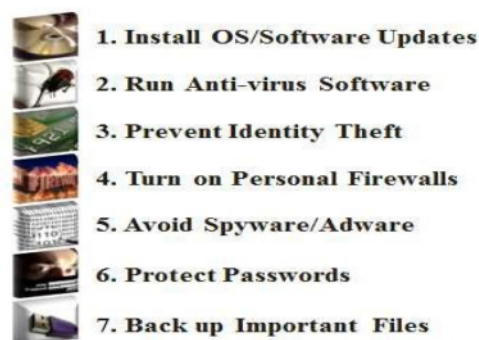 1. Install OS/Software Updates
2. Run Anti-virus Software
3. Prevent Identity Theft
4. Turn on Personal Firewalls
5. Avoid Spyware/Adware
6. Protect Passwords
7. Back up Important Files